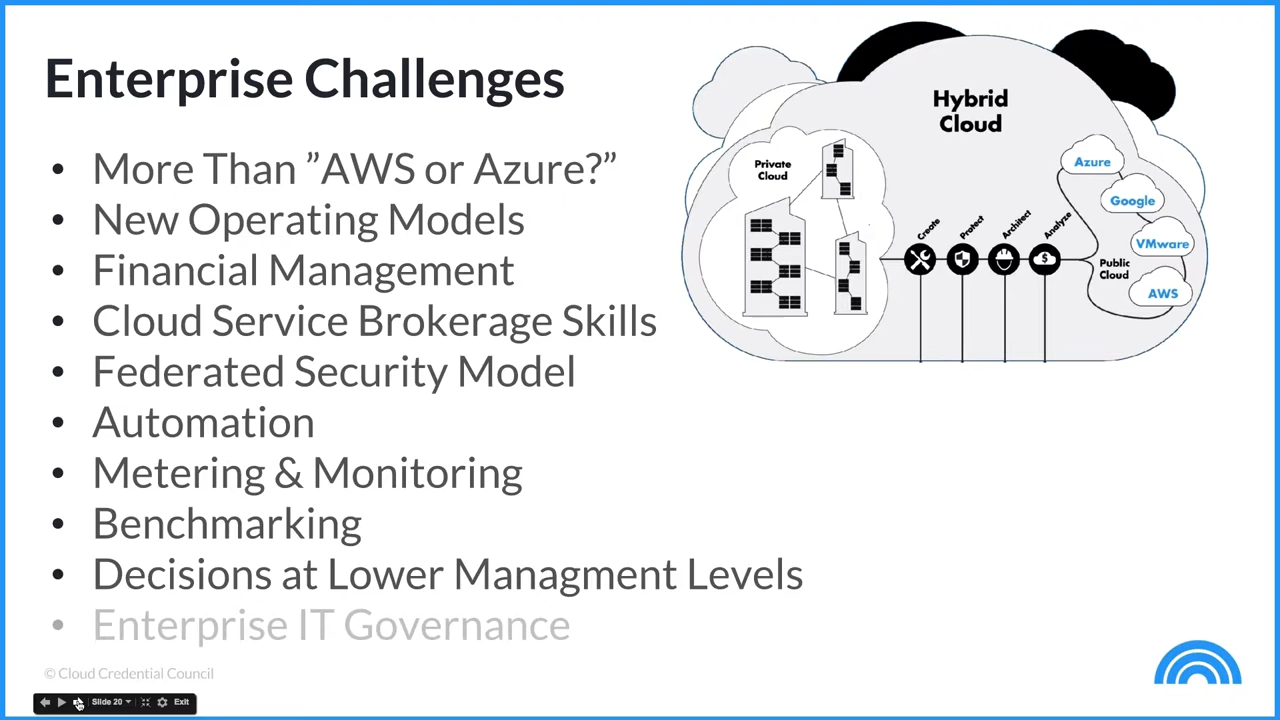 Enterprise Challenges
• More Than ”AWS or Azure?”
• New Operating Models
• Financial Management
• Cloud Service Brokerage Skills
• Federated Security Model
• Automation
• Metering & Monitoring
• Benchmarking
• Decisions at Lower Managment Levels
• Enterprise IT Governance
Hybrid
Cloud
Private
Cloud
Create
Protect
Architect
Analyze
$
Public
Cloud
Azure
Google
VMware
AWS
© Cloud Credential Council
Slide 20
Exit